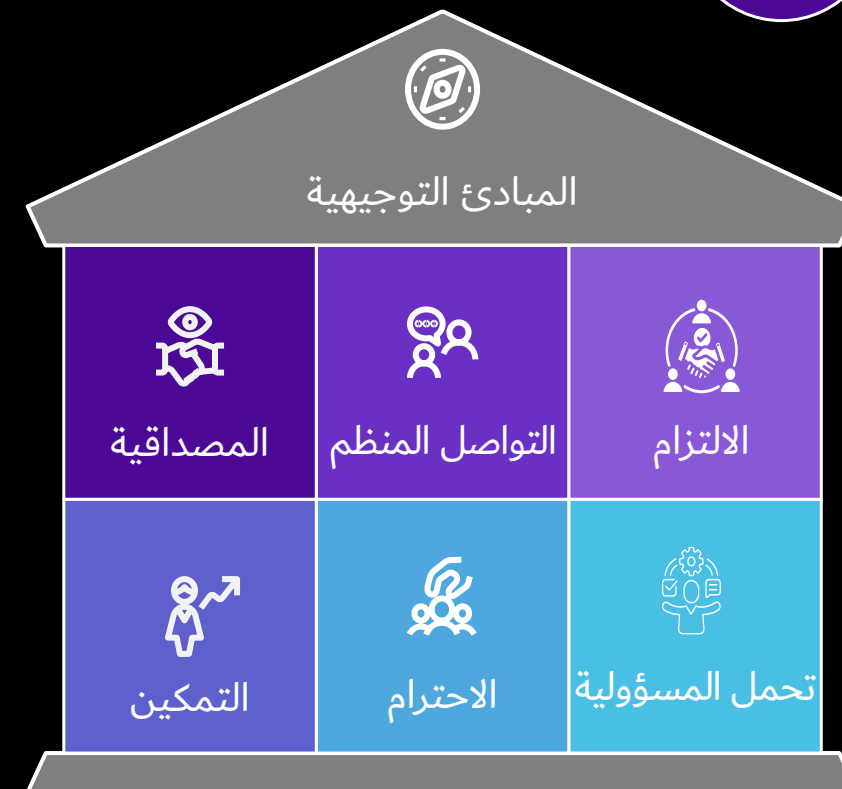 المبادئ التوجيهية
الالتزام
التواصل المنظم
المصداقية
تحمل المسؤولية
الاحترام
التمكين